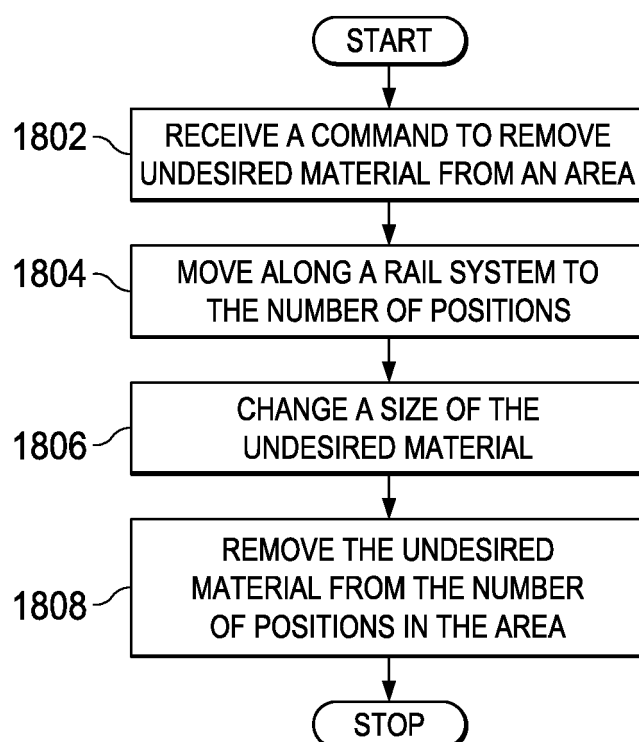 START
1802
RECEIVE A COMMAND TO REMOVE
UNDESIRED MATERIAL FROM AN AREA
1804
MOVE ALONG A RAIL SYSTEM TO
THE NUMBER OF POSITIONS
1806
CHANGE A SIZE OF THE
UNDESIRED MATERIAL
1808
REMOVE THE UNDESIRED
MATERIAL FROM THE NUMBER
OF POSITIONS IN THE AREA
STOP